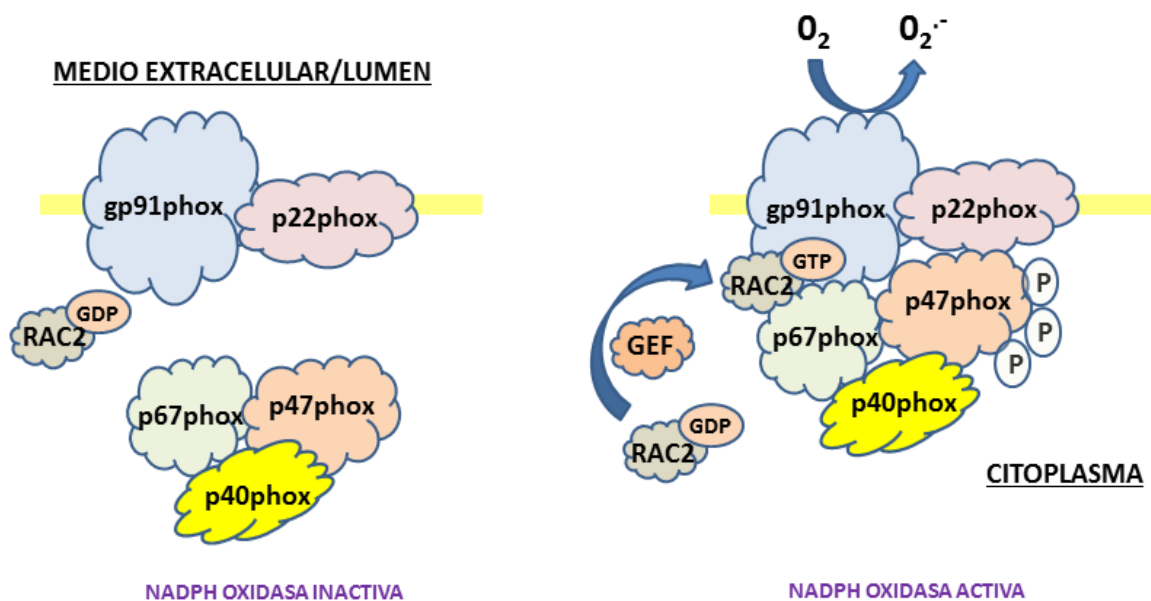 MEDIO EXTRACELULAR/LUMEN
gp91phox
p22phox
GDP
RAC2
p67phox
p47phox
p40phox
NADPH OXIDASA INACTIVA
O₂
O₂·-
gp91phox
p22phox
GTP
RAC2
p47phox
P
P
P
p67phox
GEF
p40phox
GDP
RAC2
CITOPLASMA
NADPH OXIDASA ACTIVA